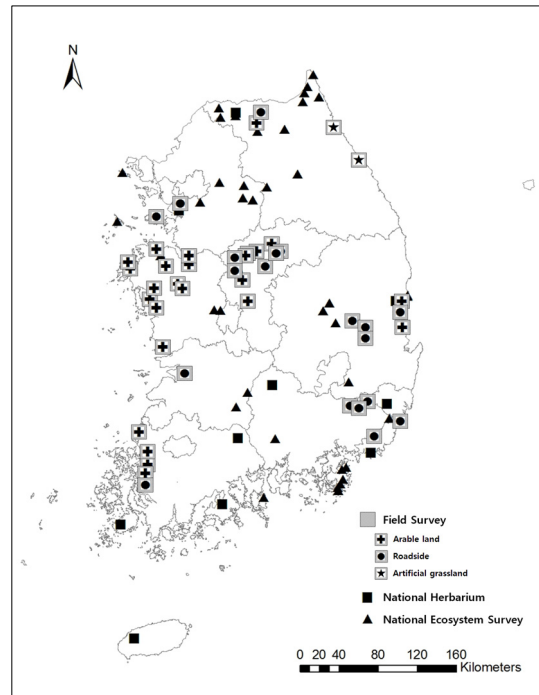 N
Field Survey
Arable land
Roadside
Artificial grassland
National Herbarium
National Ecosystem Survey
0 20 40 80 120 160
Kilometers